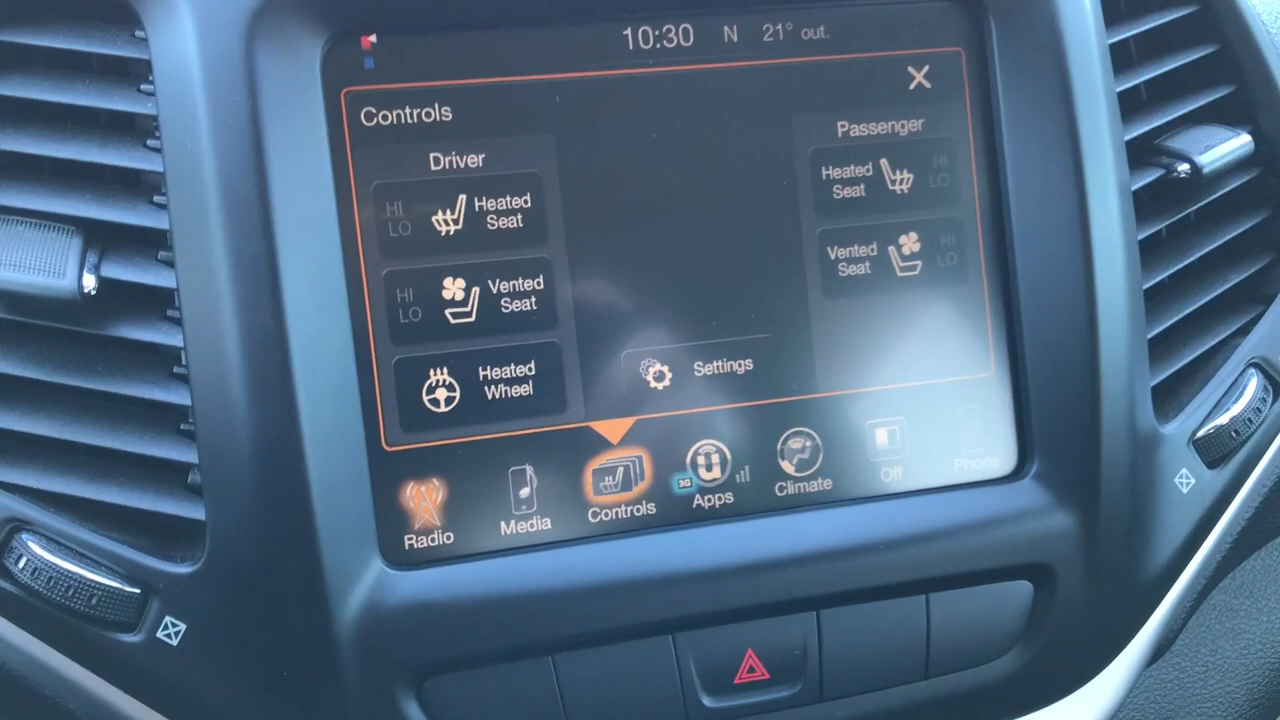 10:30 N 21° out.
Controls
Driver
HI
LO
Heated
Seat
HI
LO
Vented
Seat
Heated
Wheel
Settings
Passenger
Heated
Seat
HI
LO
Vented
Seat
HI
LO
Radio
Media
Controls
3G
Apps
Climate
Off
Phone